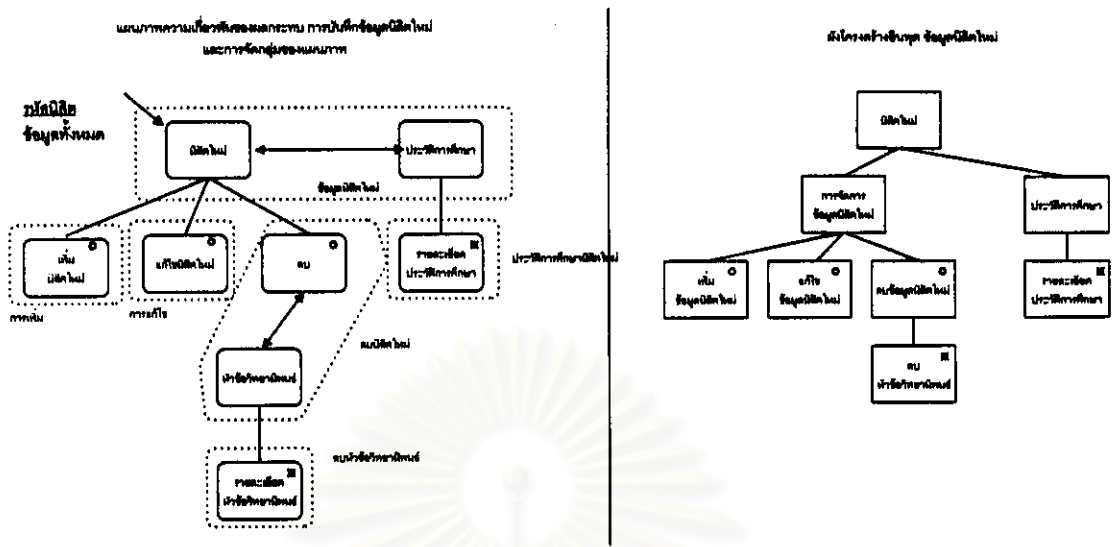 แผนภาพความเกี่ยวพันของผลกระทบ การบันทึกข้อมูลนิสิตใหม่
และการจัดกลุ่มของแผนภาพ
รหัสนิสิต
ข้อมูลทั้งหมด
นิสิตใหม่
ประวัติการศึกษา
ข้อมูลนิสิตใหม่
เพิ่ม
นิสิตใหม่
แก้ไขนิสิตใหม่
ลบ
รายละเอียด
ประวัติการศึกษา
ประวัติการศึกษานิสิตใหม่
การเพิ่ม
การแก้ไข
ลบนิสิตใหม่
หัวข้อวิทยานิพนธ์
ลบหัวข้อวิทยานิพนธ์
รายละเอียด
หัวข้อวิทยานิพนธ์
ผังโครงสร้างอินพุต ข้อมูลนิสิตใหม่
นิสิตใหม่
การจัดการ
ข้อมูลนิสิตใหม่
ประวัติการศึกษา
เพิ่ม
ข้อมูลนิสิตใหม่
แก้ไข
ข้อมูลนิสิตใหม่
ลบข้อมูลนิสิตใหม่
รายละเอียด
ประวัติการศึกษา
ลบ
หัวข้อวิทยานิพนธ์